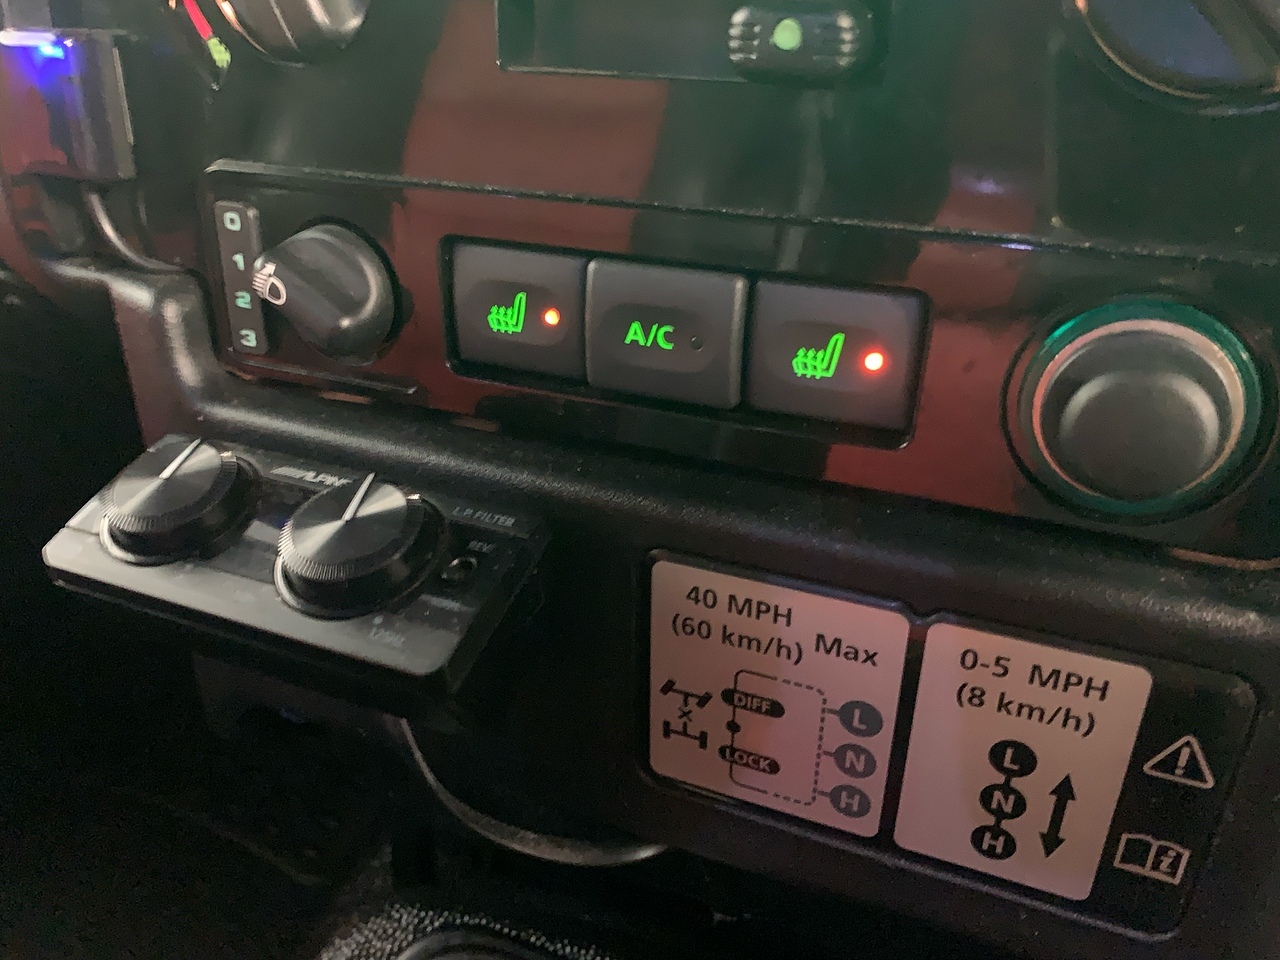 0
1
2
3
A/C
ALPINE
L.P. FILTER
40 MPH
(60 km/h) Max
DIFF
LOCK
L
N
H
0-5 MPH
(8 km/h)
L
N
H